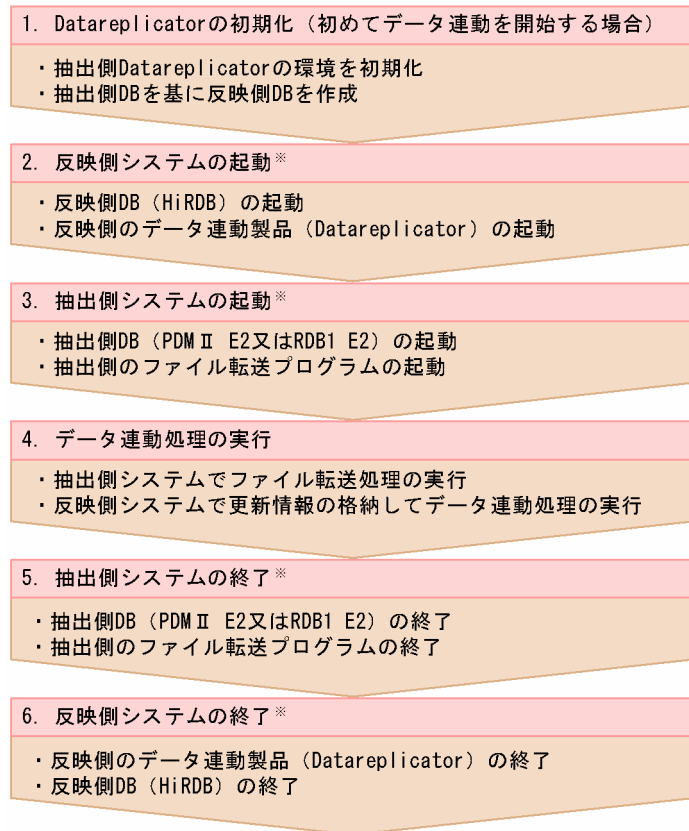 1. Datareplicatorの初期化（初めてデータ連動を開始する場合）
・抽出側Datareplicatorの環境を初期化
・抽出側DBを基に反映側DBを作成
2. 反映側システムの起動※
・反映側DB（HiRDB）の起動
・反映側のデータ連動製品（Datareplicator）の起動
3. 抽出側システムの起動※
・抽出側DB（PDMⅡ E2又はRDB1 E2）の起動
・抽出側のファイル転送プログラムの起動
4. データ連動処理の実行
・抽出側システムでファイル転送処理の実行
・反映側システムで更新情報の格納してデータ連動処理の実行
5. 抽出側システムの終了※
・抽出側DB（PDMⅡ E2又はRDB1 E2）の終了
・抽出側のファイル転送プログラムの終了
6. 反映側システムの終了※
・反映側のデータ連動製品（Datareplicator）の終了
・反映側DB（HiRDB）の終了